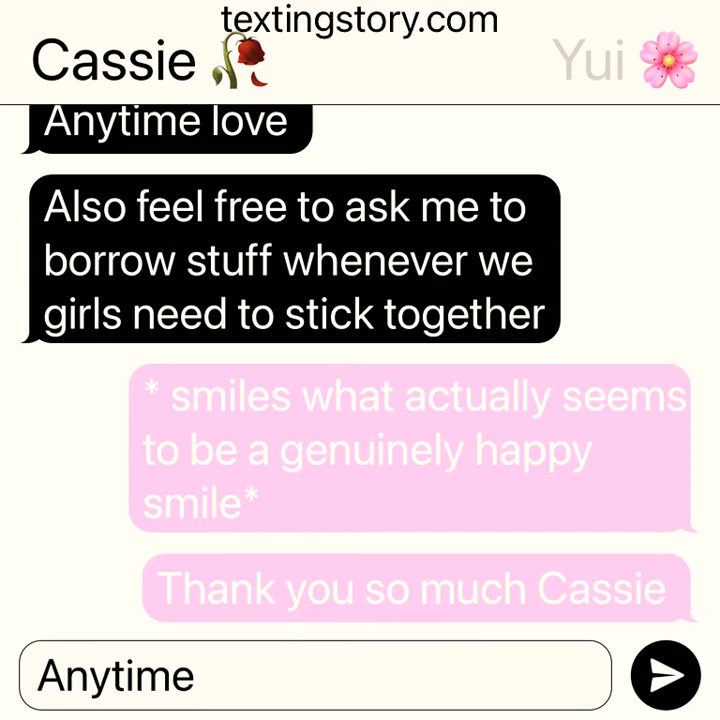 textingstory.com
Cassie 🥀 Yui 🌸
Anytime love
Also feel free to ask me to
borrow stuff whenever we
girls need to stick together
* smiles what actually seems
to be a genuinely happy
smile*
Thank you so much Cassie
Anytime